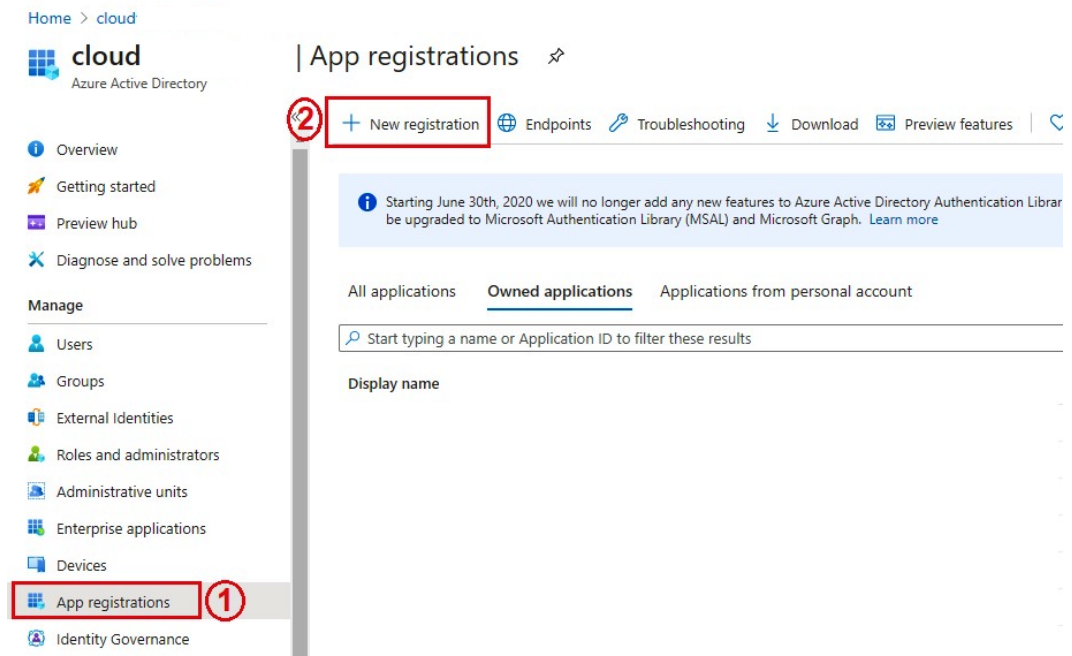 Home > cloud
cloud
Azure Active Directory
| App registrations
2
«
+ New registration
Endpoints
Troubleshooting
Download
Preview features
Overview
Getting started
Preview hub
Diagnose and solve problems
Manage
Users
Groups
External Identities
Roles and administrators
Administrative units
Enterprise applications
Devices
App registrations
1
Identity Governance
Starting June 30th, 2020 we will no longer add any new features to Azure Active Directory Authentication Librar
be upgraded to Microsoft Authentication Library (MSAL) and Microsoft Graph. Learn more
All applications
Owned applications
Applications from personal account
Start typing a name or Application ID to filter these results
Display name